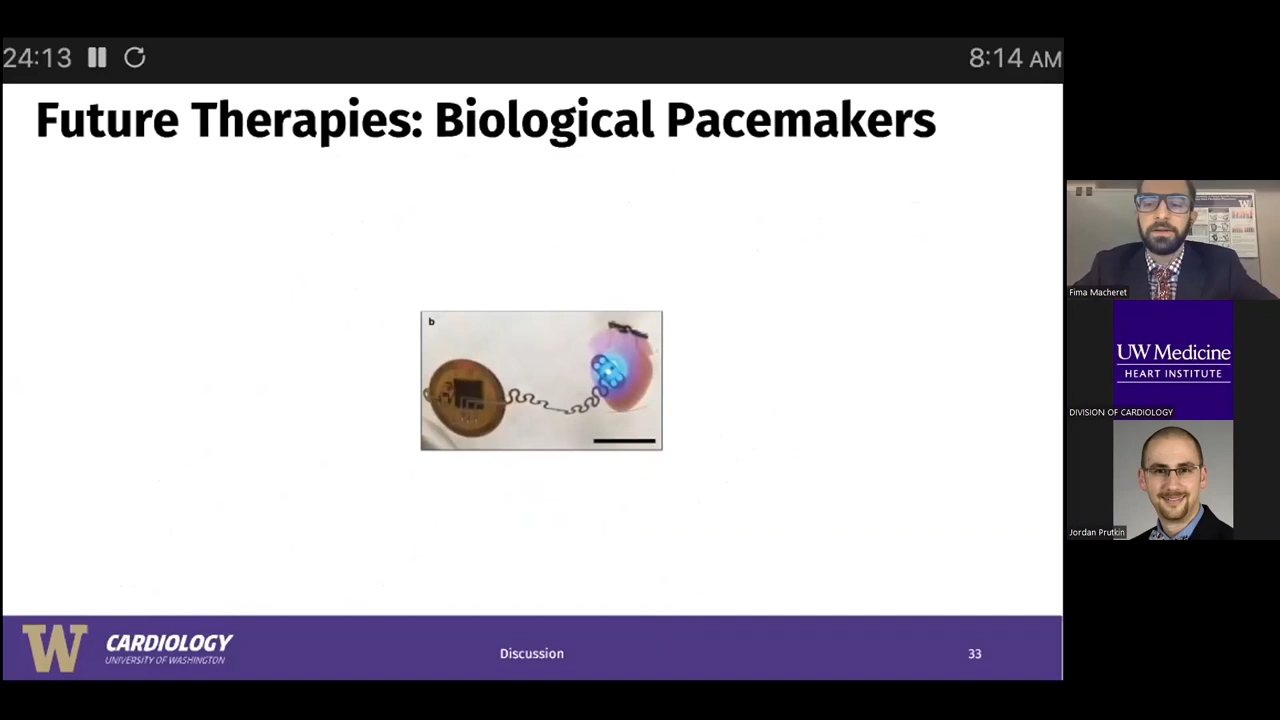 24:13
8:14 AM
Future Therapies: Biological Pacemakers
b
W
CARDIOLOGY
UNIVERSITY OF WASHINGTON
Discussion
33
Fima Macheret
UW Medicine
HEART INSTITUTE
DIVISION OF CARDIOLOGY
Jordan Prutkin